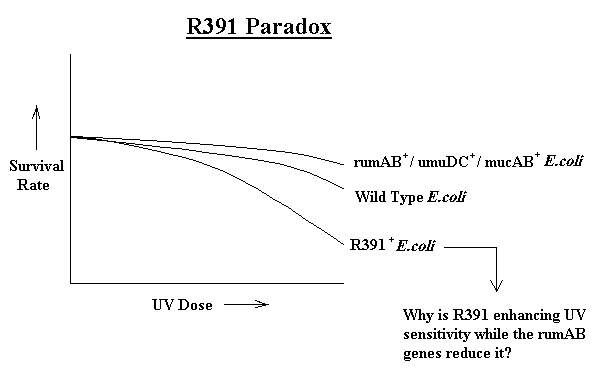 R391 Paradox
Survival
Rate
rumAB⁺/ umuDC⁺/ mucAB⁺ E.coli
Wild Type E.coli
R391⁺ E.coli
UV Dose
Why is R391 enhancing UV
sensitivity while the rumAB
genes reduce it?